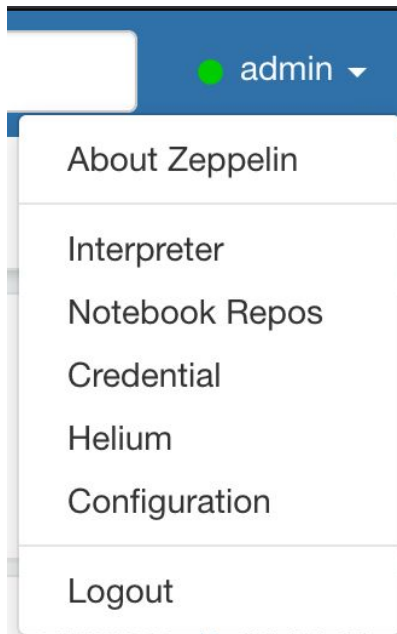 admin
About Zeppelin
Interpreter
Notebook Repos
Credential
Helium
Configuration
Logout